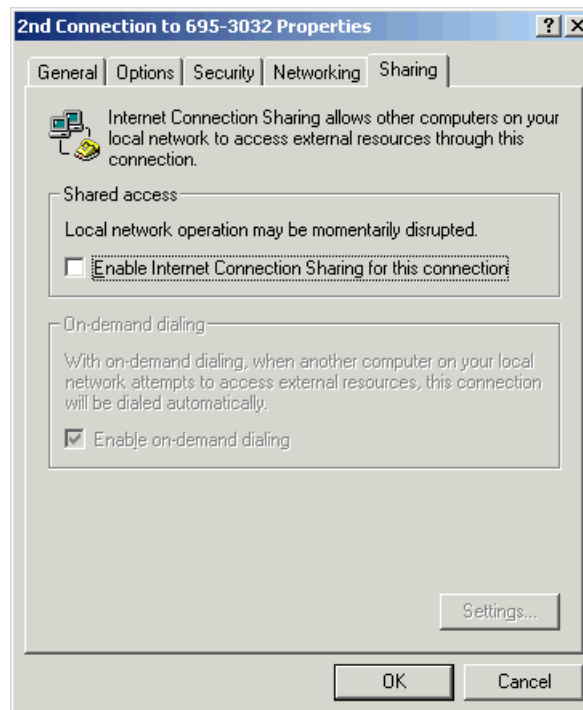 2nd Connection to 695-3032 Properties
General Options Security Networking Sharing
Internet Connection Sharing allows other computers on your
local network to access external resources through this
connection.
Shared access
Local network operation may be momentarily disrupted.
Enable Internet Connection Sharing for this connection
On-demand dialing
With on-demand dialing, when another computer on your local
network attempts to access external resources, this connection
will be dialed automatically.
Enable on-demand dialing
Settings...
OK Cancel